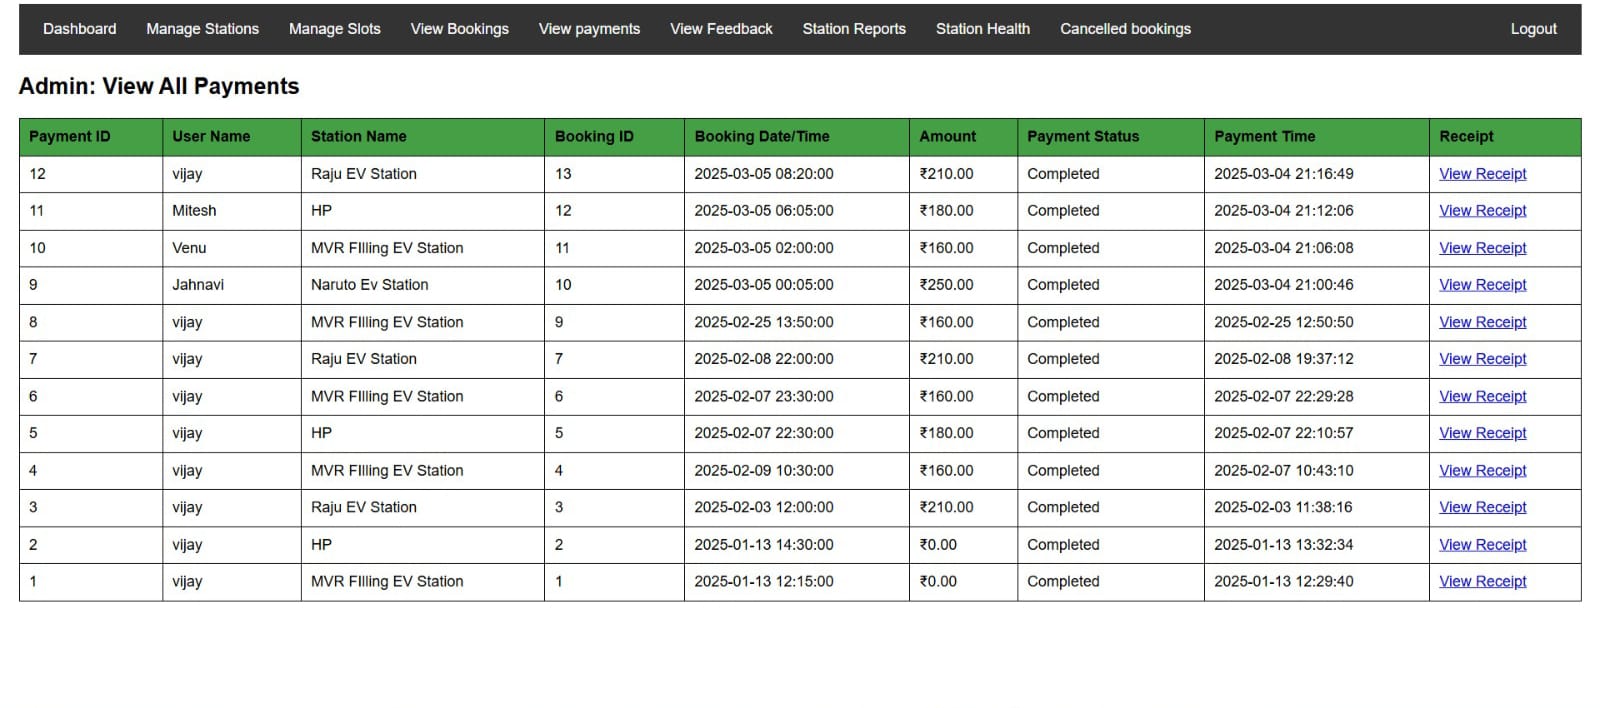 Dashboard Manage Stations Manage Slots View Bookings View payments View Feedback Station Reports Station Health Cancelled bookings Logout
Admin: View All Payments
Payment ID User Name Station Name Booking ID Booking Date/Time Amount Payment Status Payment Time Receipt
12 vijay Raju EV Station 13 2025-03-05 08:20:00 ₹210.00 Completed 2025-03-04 21:16:49 View Receipt
11 Mitesh HP 12 2025-03-05 06:05:00 ₹180.00 Completed 2025-03-04 21:12:06 View Receipt
10 Venu MVR FIlling EV Station 11 2025-03-05 02:00:00 ₹160.00 Completed 2025-03-04 21:06:08 View Receipt
9 Jahnavi Naruto Ev Station 10 2025-03-05 00:05:00 ₹250.00 Completed 2025-03-04 21:00:46 View Receipt
8 vijay MVR FIlling EV Station 9 2025-02-25 13:50:00 ₹160.00 Completed 2025-02-25 12:50:50 View Receipt
7 vijay Raju EV Station 7 2025-02-08 22:00:00 ₹210.00 Completed 2025-02-08 19:37:12 View Receipt
6 vijay MVR FIlling EV Station 6 2025-02-07 23:30:00 ₹160.00 Completed 2025-02-07 22:29:28 View Receipt
5 vijay HP 5 2025-02-07 22:30:00 ₹180.00 Completed 2025-02-07 22:10:57 View Receipt
4 vijay MVR FIlling EV Station 4 2025-02-09 10:30:00 ₹160.00 Completed 2025-02-07 10:43:10 View Receipt
3 vijay Raju EV Station 3 2025-02-03 12:00:00 ₹210.00 Completed 2025-02-03 11:38:16 View Receipt
2 vijay HP 2 2025-01-13 14:30:00 ₹0.00 Completed 2025-01-13 13:32:34 View Receipt
1 vijay MVR FIlling EV Station 1 2025-01-13 12:15:00 ₹0.00 Completed 2025-01-13 12:29:40 View Receipt